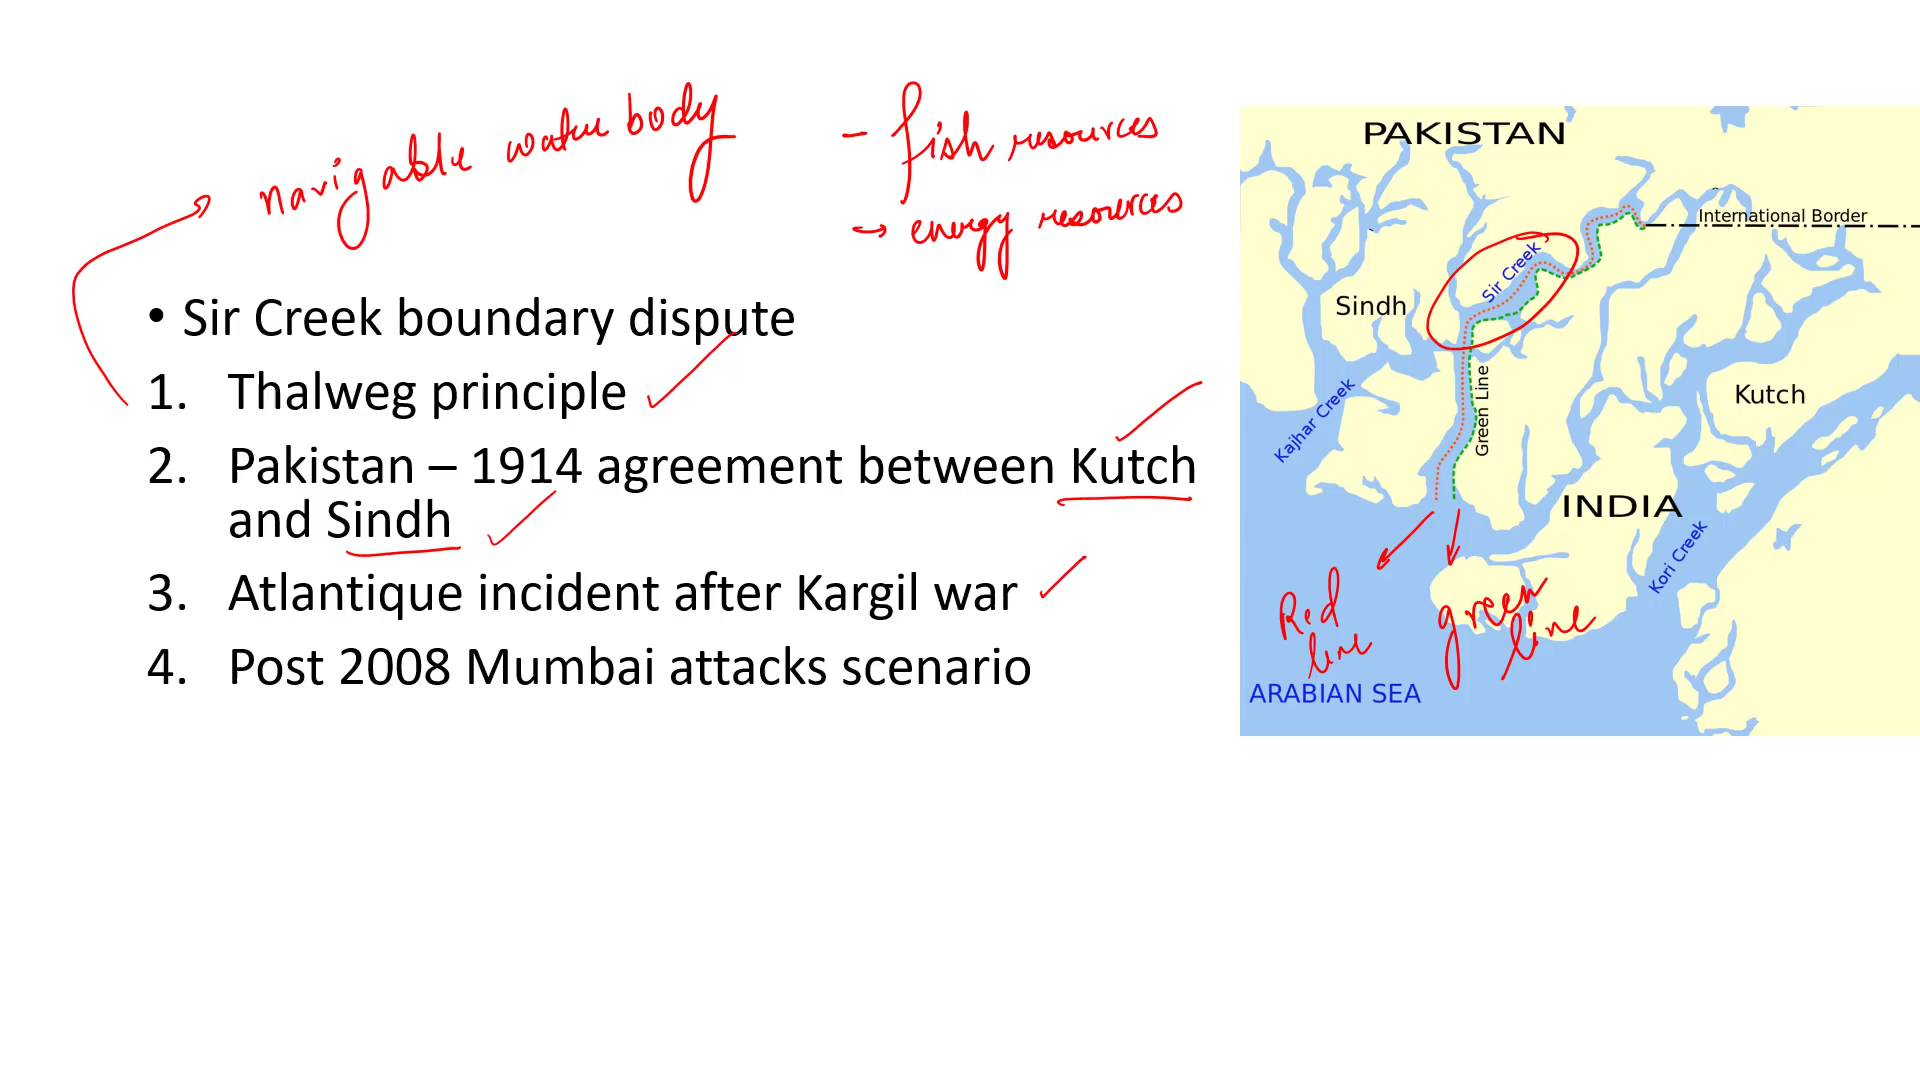 navigable water body
- fish resources
→ energy resources
• Sir Creek boundary dispute
1. Thalweg principle
2. Pakistan – 1914 agreement between Kutch
and Sindh
3. Atlantique incident after Kargil war
4. Post 2008 Mumbai attacks scenario
PAKISTAN
International Border
Sir Creek
Sindh
Green Line
Kajhar Creek
Kutch
INDIA
Kori Creek
Red
line
green
line
ARABIAN SEA